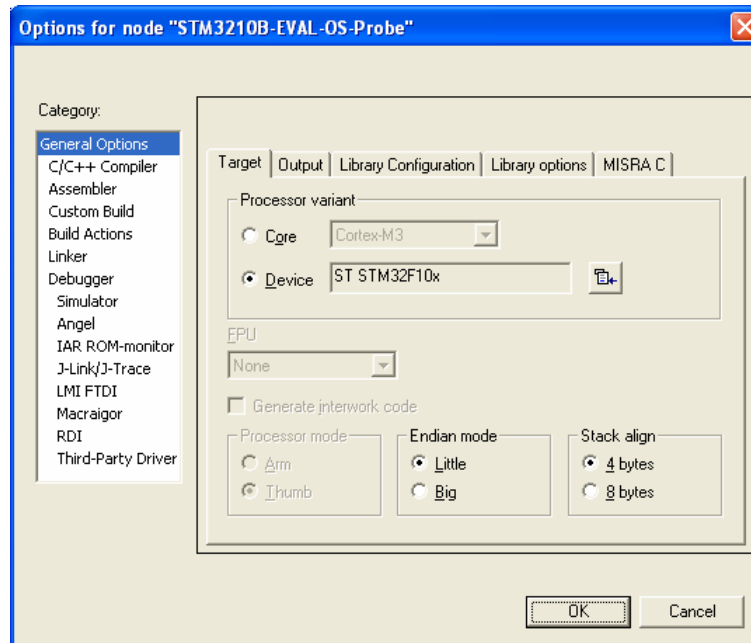 Options for node "STM3210B-EVAL-OS-Probe"
Category:
General Options
C/C++ Compiler
Assembler
Custom Build
Build Actions
Linker
Debugger
Simulator
Angel
IAR ROM-monitor
J-Link/J-Trace
LMI FTDI
Macraigor
RDI
Third-Party Driver
Target Output Library Configuration Library options MISRA C
Processor variant
Core Cortex-M3
Device ST STM32F10x
FPU
None
Generate interwork code
Processor mode
Arm
Thumb
Endian mode
Little
Big
Stack align
4 bytes
8 bytes
OK Cancel